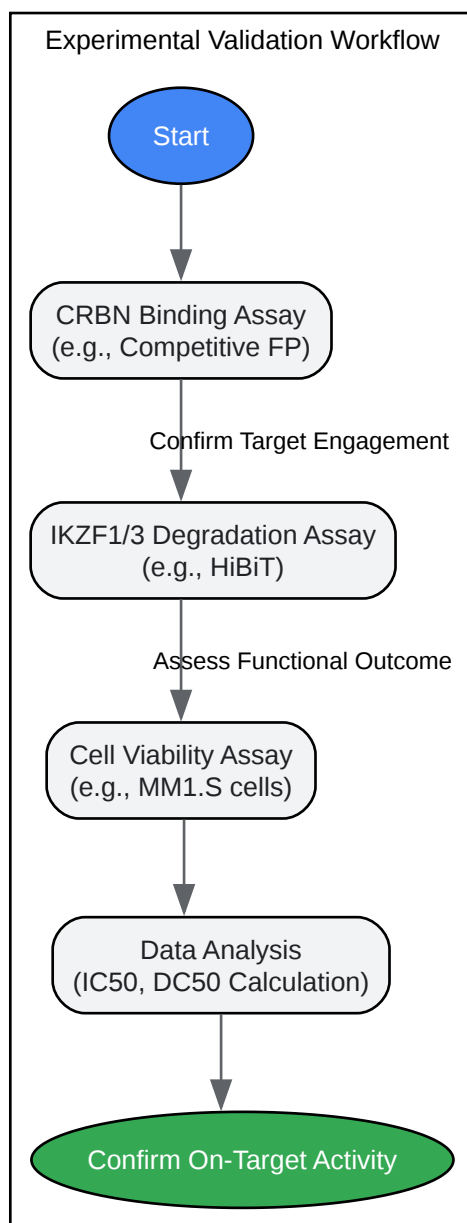 Experimental Validation Workflow
Start
CRBN Binding Assay
(e.g., Competitive FP)
Confirm Target Engagement
IKZF1/3 Degradation Assay
(e.g., HiBiT)
Assess Functional Outcome
Cell Viability Assay
(e.g., MM1.S cells)
Data Analysis
(IC50, DC50 Calculation)
Confirm On-Target Activity